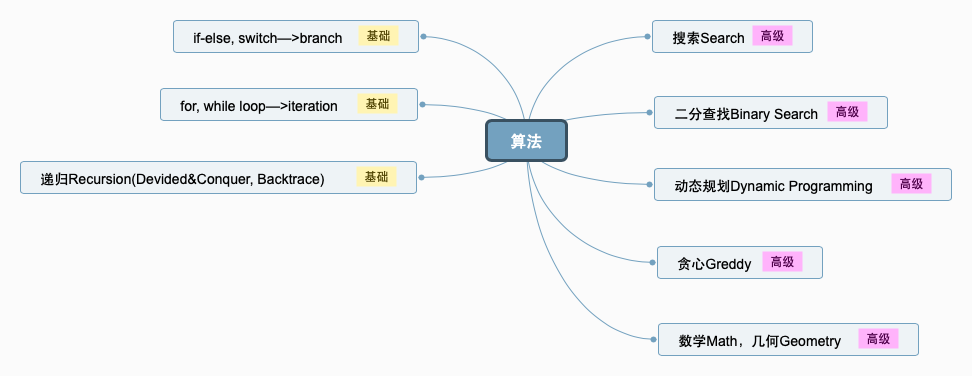 if-else, switch—>branch 基础
for, while loop—>iteration 基础
递归Recursion(Devided&Conquer, Backtrace) 基础
算法
搜索Search 高级
二分查找Binary Search 高级
动态规划Dynamic Programming 高级
贪心Greddy 高级
数学Math，几何Geometry 高级